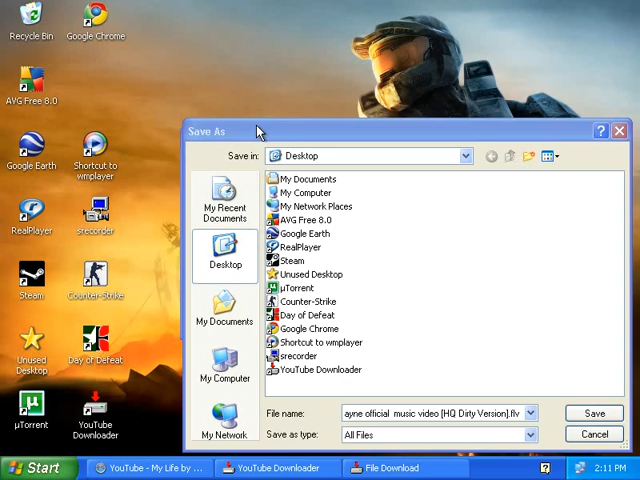 Recycle Bin
Google Chrome
AVG Free 8.0
Google Earth
Shortcut to
wmplayer
RealPlayer
srecorder
Steam
Counter-Strike
Unused
Desktop
Day of Defeat
µTorrent
YouTube
Downloader
Save As
Save in:
Desktop
My Recent
Documents
Desktop
My Documents
My Computer
My Network
My Documents
My Computer
My Network Places
AVG Free 8.0
Google Earth
RealPlayer
Steam
Unused Desktop
µTorrent
Counter-Strike
Day of Defeat
Google Chrome
Shortcut to wmplayer
srecorder
YouTube Downloader
File name:
ayne official music video [HQ Dirty Version].flv
Save
Save as type:
All Files
Cancel
Start
YouTube - My Life by ...
YouTube Downloader
File Download
2:11 PM